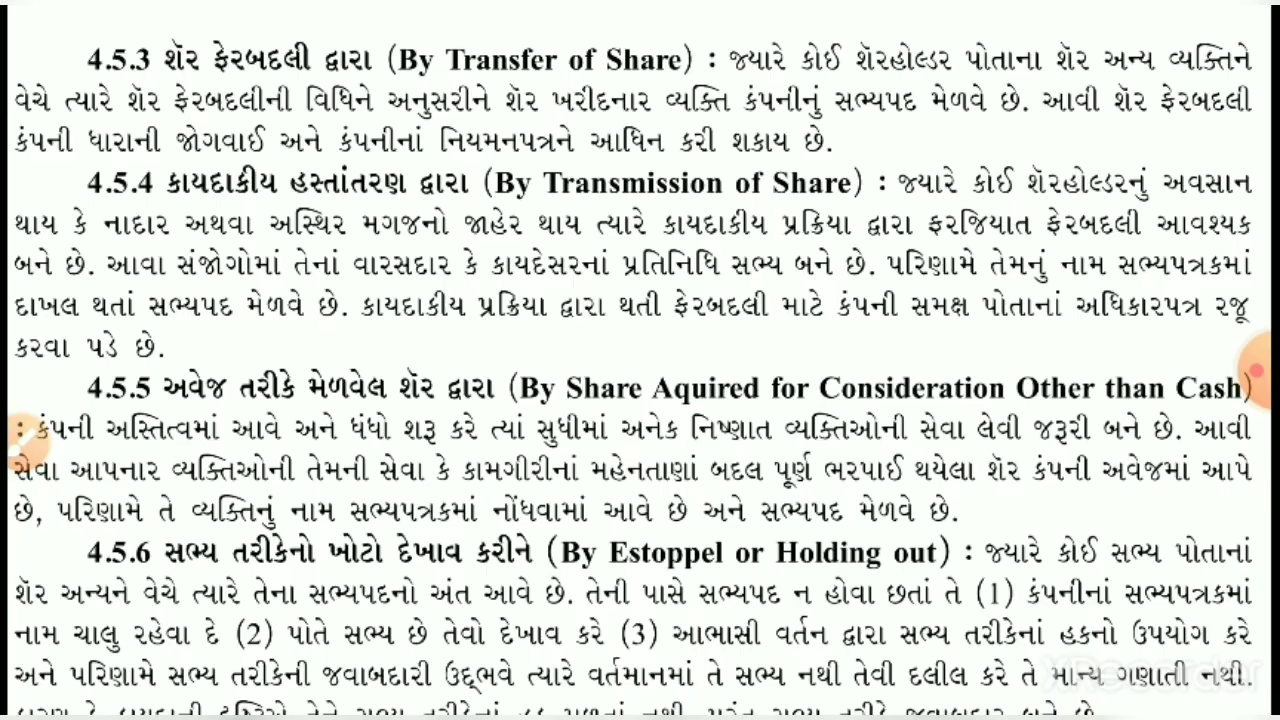 4.5.3 શૅર ફેરબદલી દ્વારા (By Transfer of Share) : જ્યારે કોઈ શૅરહોલ્ડર પોતાના શૅર અન્ય વ્યક્તિને
વેચે ત્યારે શૅર ફેરબદલીની વિધિને અનુસરીને શૅર ખરીદનાર વ્યક્તિ કંપનીનું સભ્યપદ મેળવે છે. આવી શૅર ફેરબદલી
કંપની ધારાની જોગવાઈ અને કંપનીનાં નિયમનપત્રને આધિન કરી શકાય છે.
4.5.4 કાયદાકીય હસ્તાંતરણ દ્વારા (By Transmission of Share) : જ્યારે કોઈ શૅરહોલ્ડરનું અવસાન
થાય કે નાદાર અથવા અસ્થિર મગજનો જાહેર થાય ત્યારે કાયદાકીય પ્રક્રિયા દ્વારા ફરજિયાત ફેરબદલી આવશ્યક
બને છે. આવા સંજોગોમાં તેનાં વારસદાર કે કાયદેસરનાં પ્રતિનિધિ સભ્ય બને છે. પરિણામે તેમનું નામ સભ્યપત્રકમાં
દાખલ થતાં સભ્યપદ મેળવે છે. કાયદાકીય પ્રક્રિયા દ્વારા થતી ફેરબદલી માટે કંપની સમક્ષ પોતાનાં અધિકારપત્ર રજૂ
કરવા પડે છે.
4.5.5 અવેજ તરીકે મેળવેલ શૅર દ્વારા (By Share Aquired for Consideration Other than Cash)
: કંપની અસ્તિત્વમાં આવે અને ધંધો શરૂ કરે ત્યાં સુધીમાં અનેક નિષ્ણાત વ્યક્તિઓની સેવા લેવી જરૂરી બને છે. આવી
સેવા આપનાર વ્યક્તિઓની તેમની સેવા કે કામગીરીનાં મહેનતાણાં બદલ પૂર્ણ ભરપાઈ થયેલા શૅર કંપની અવેજમાં આપે
છે, પરિણામે તે વ્યક્તિનું નામ સભ્યપત્રકમાં નોંધવામાં આવે છે અને સભ્યપદ મેળવે છે.
4.5.6 સભ્ય તરીકેનો ખોટો દેખાવ કરીને (By Estoppel or Holding out) : જ્યારે કોઈ સભ્ય પોતાનાં
શૅર અન્યને વેચે ત્યારે તેના સભ્યપદનો અંત આવે છે. તેની પાસે સભ્યપદ ન હોવા છતાં તે (1) કંપનીનાં સભ્યપત્રકમાં
નામ ચાલુ રહેવા દે (2) પોતે સભ્ય છે તેવો દેખાવ કરે (3) આભાસી વર્તન દ્વારા સભ્ય તરીકેનાં હકનો ઉપયોગ કરે
અને પરિણામે સભ્ય તરીકેની જવાબદારી ઉદ્ભવે ત્યારે વર્તમાનમાં તે સભ્ય નથી તેવી દલીલ કરે તે માન્ય ગણાતી નથી.
XRecorder